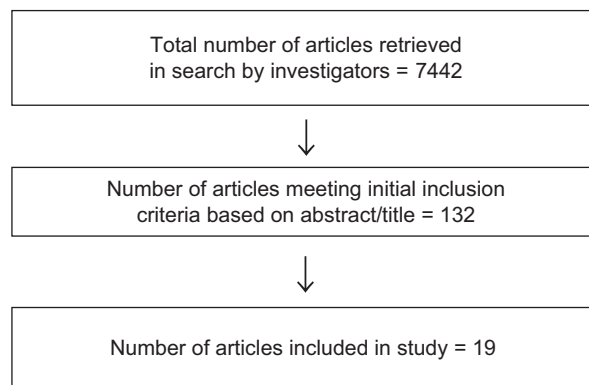 Total number of articles retrieved
in search by investigators = 7442
Number of articles meeting initial inclusion
criteria based on abstract/title = 132
Number of articles included in study = 19